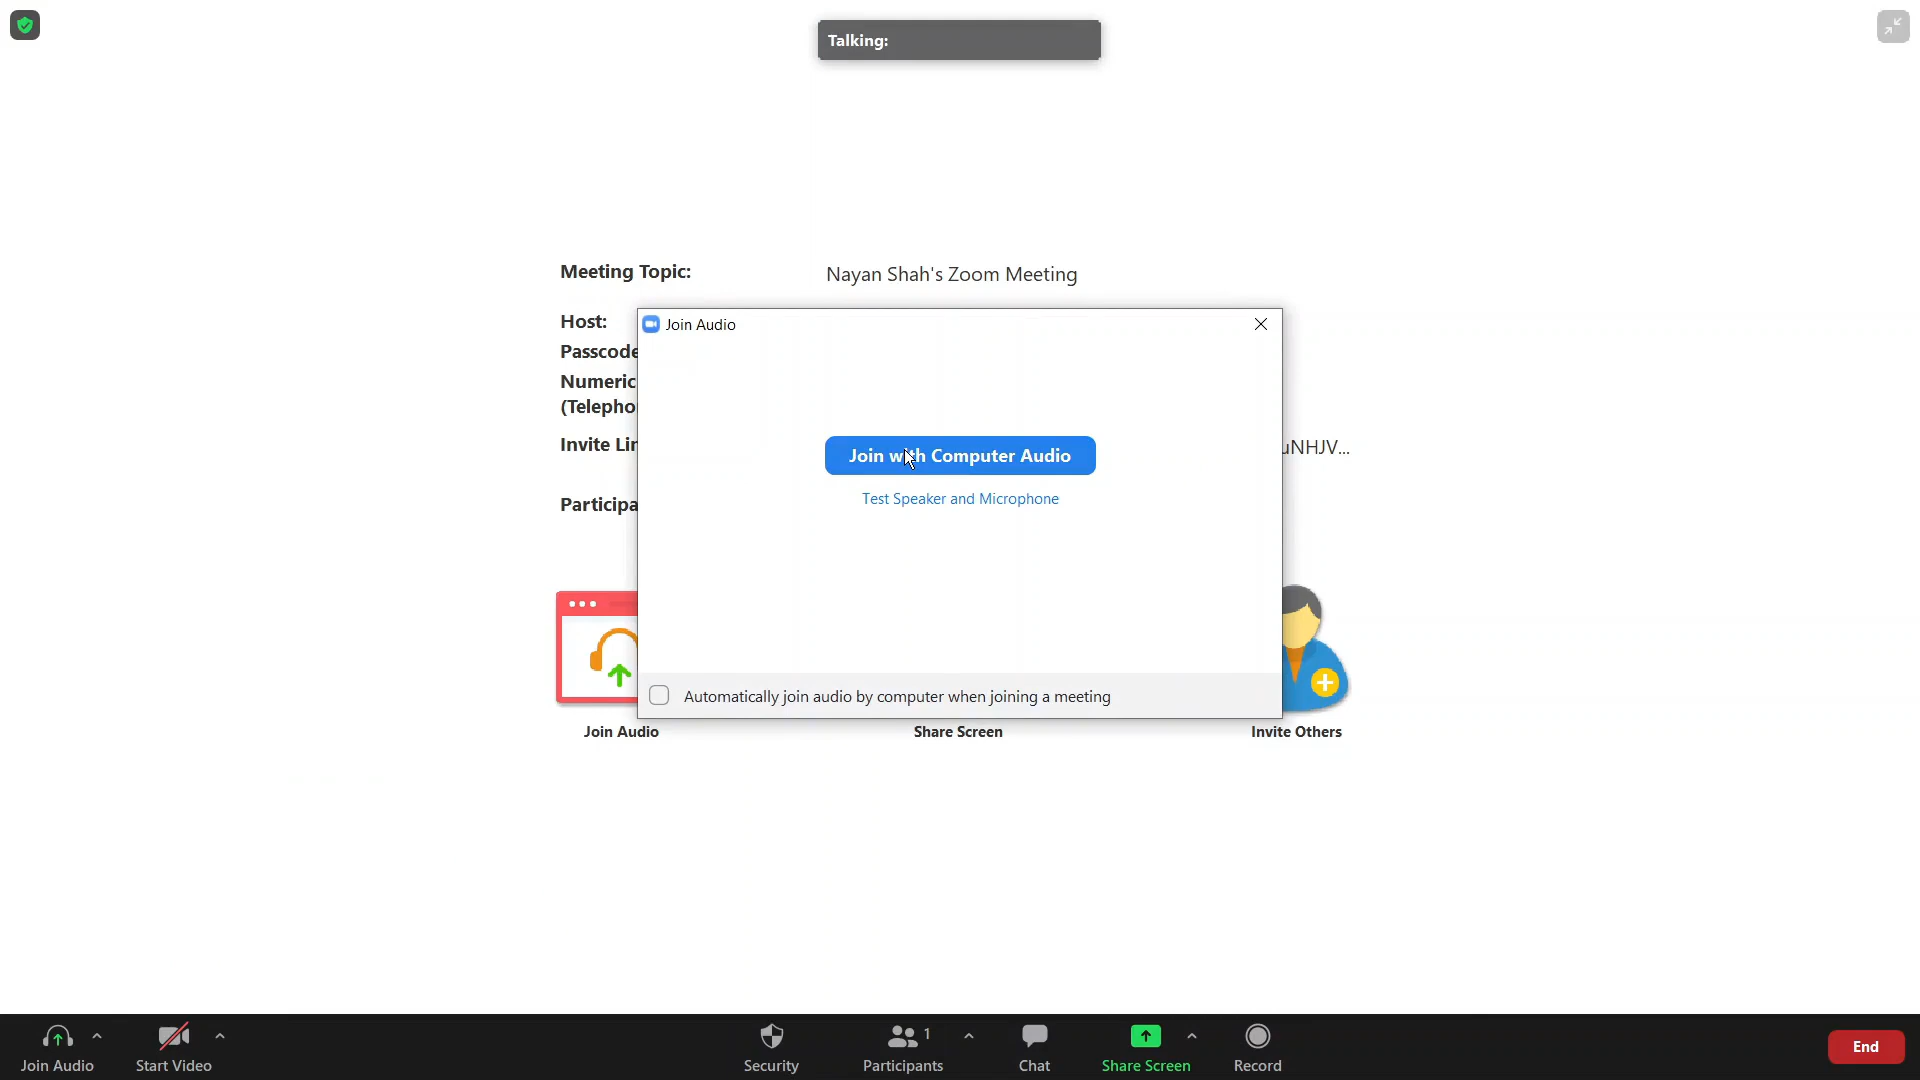 Talking:
Meeting Topic: Nayan Shah's Zoom Meeting
Host:
Join Audio
Passcode
Numeric
(Telepho
Invite Lin
uNHJV...
Join with Computer Audio
Test Speaker and Microphone
Participa
Automatically join audio by computer when joining a meeting
Join Audio Share Screen Invite Others
Join Audio Start Video Security Participants 1 Chat Share Screen Record End